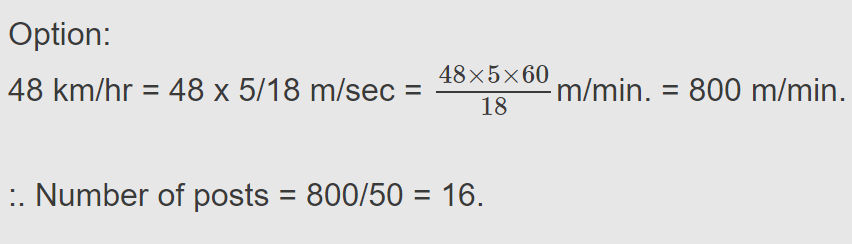 Option:
48 km/hr = 48 x 5/18 m/sec = \frac{48×5×60}{18} m/min. = 800 m/min.
:. Number of posts = 800/50 = 16.